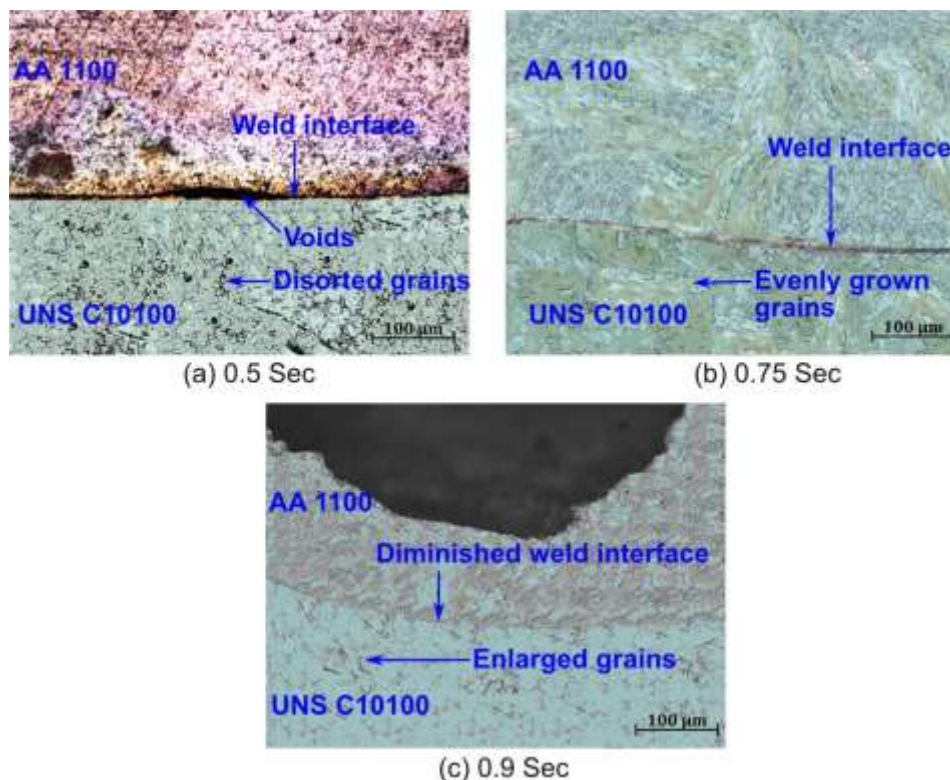 AA 1100
Weld interface
Voids
Disorted grains
UNS C10100
100 µm
(a) 0.5 Sec
AA 1100
Weld interface
Evenly grown
grains
UNS C10100
100 µm
(b) 0.75 Sec
AA 1100
Diminished weld interface
Enlarged grains
UNS C10100
100 µm
(c) 0.9 Sec